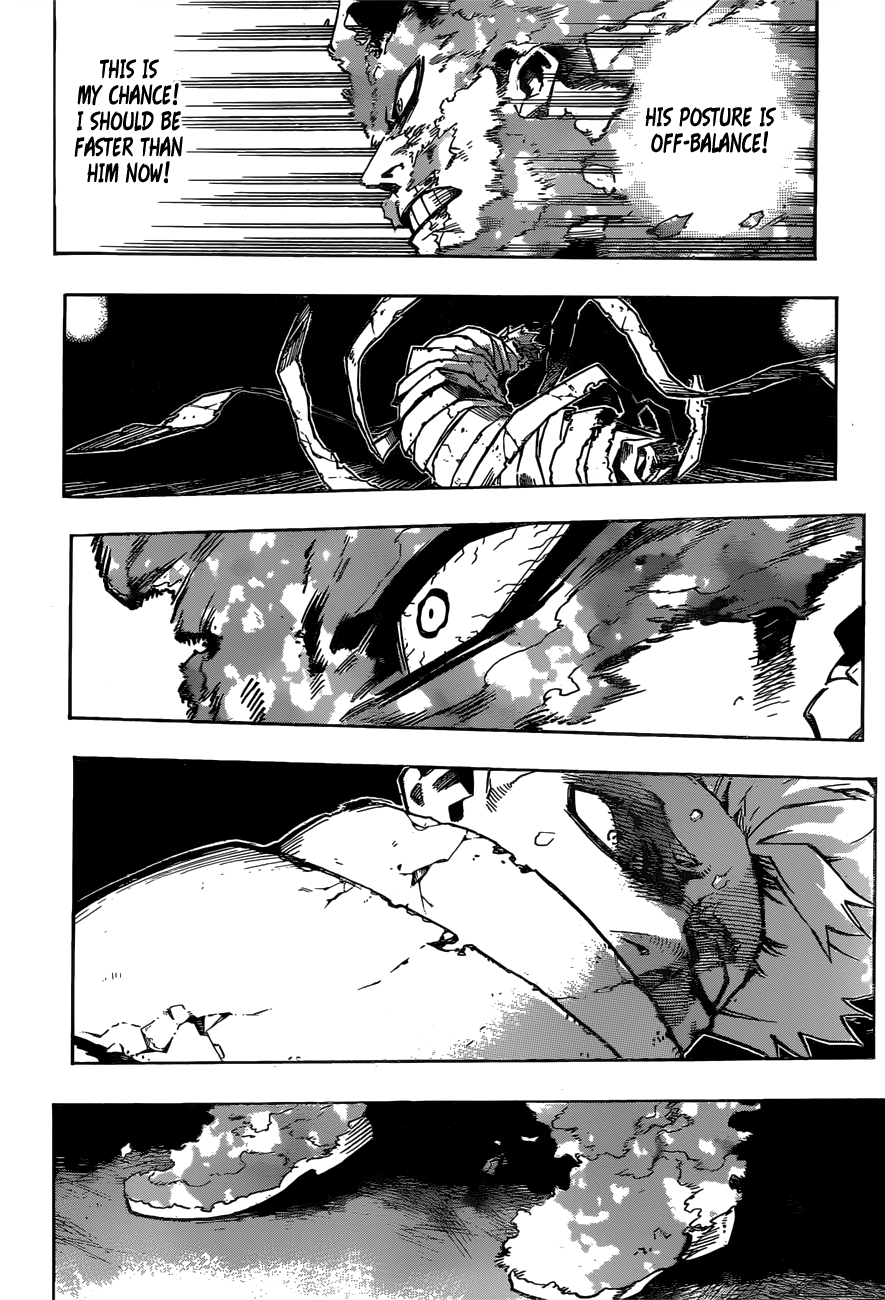 HIS POSTURE IS
OFF-BALANCE!
THIS IS
MY CHANCE!
I SHOULD BE
FASTER THAN
HIM NOW!